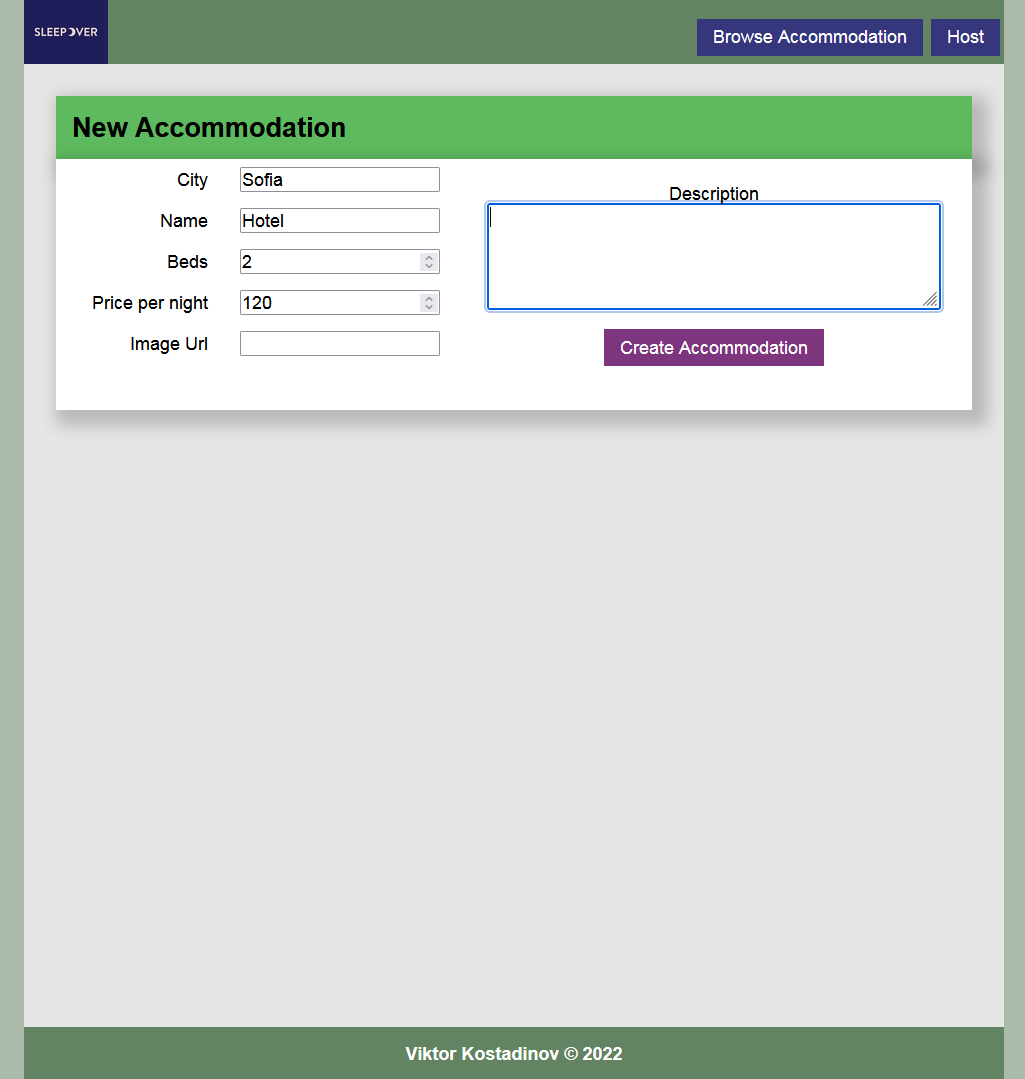 SLEEPOVER
Browse Accommodation
Host
New Accommodation
City
Sofia
Name
Hotel
Beds
2
Price per night
120
Image Url
Description
Create Accommodation
Viktor Kostadinov © 2022